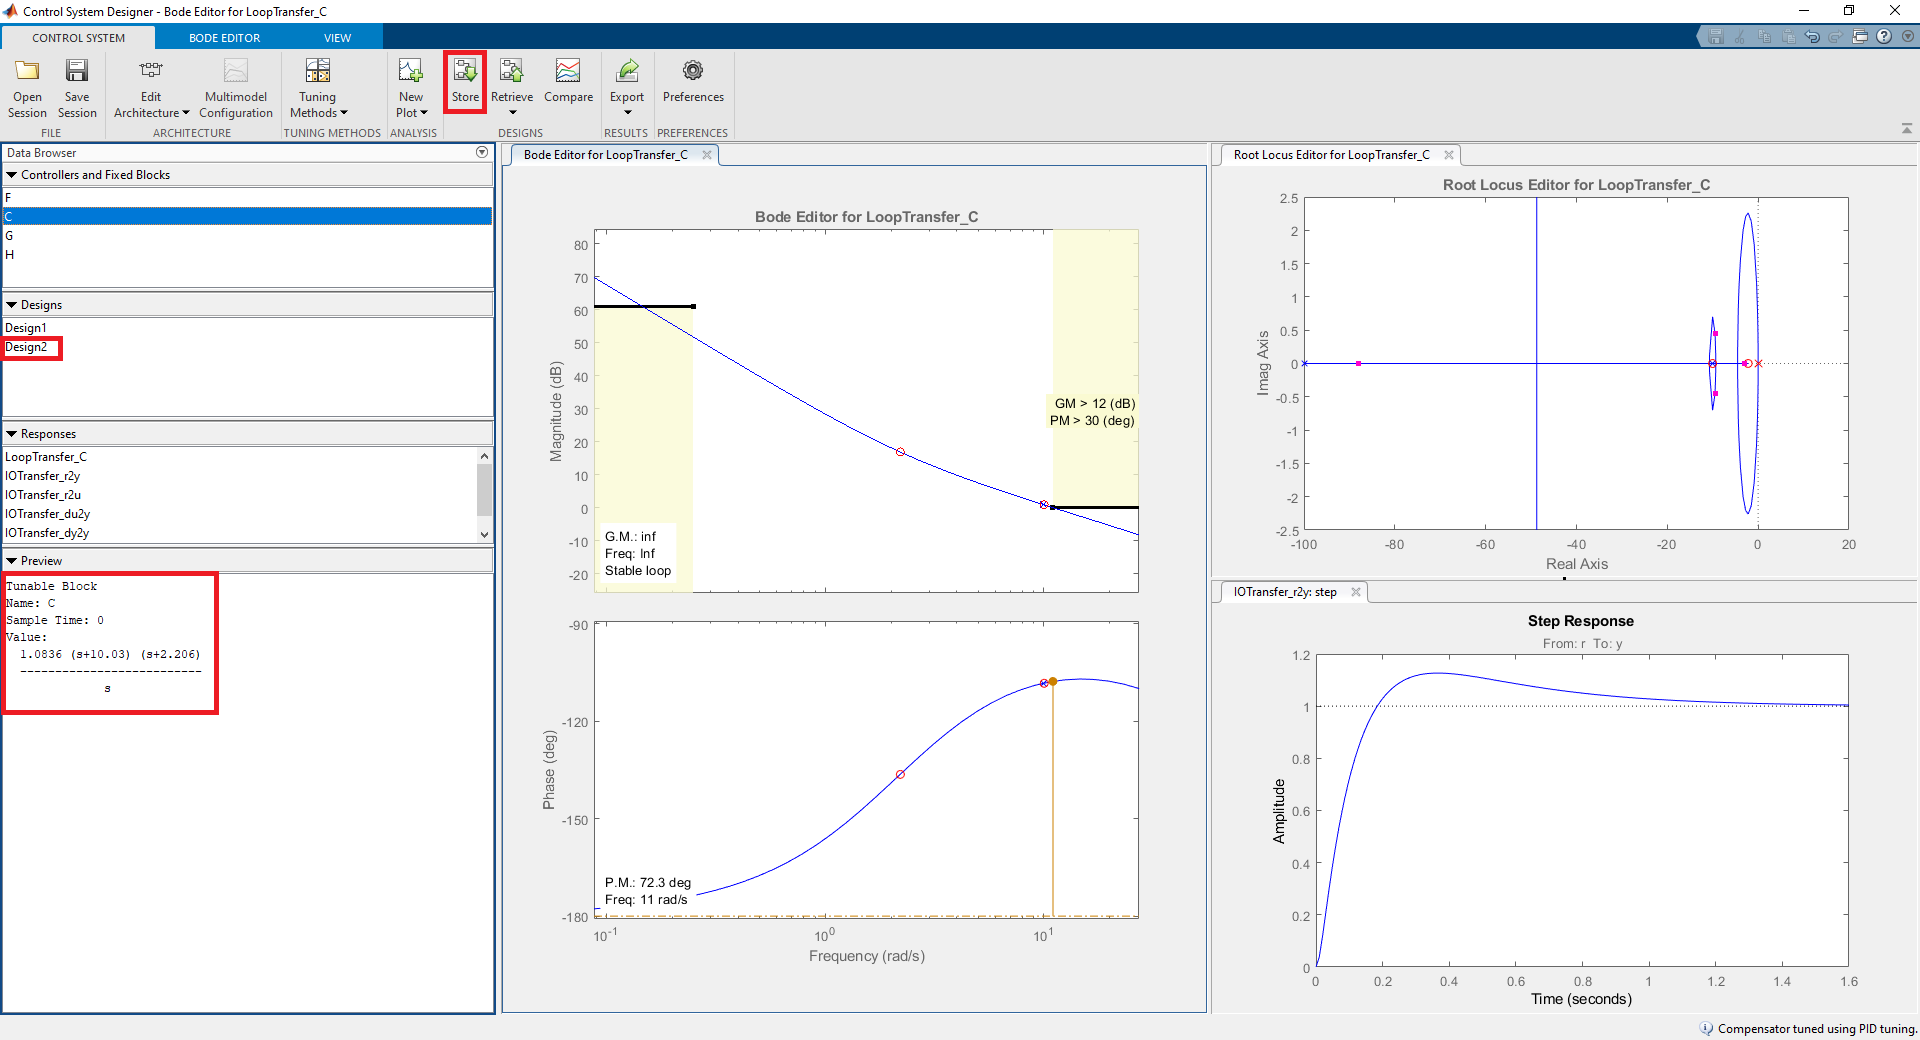 Control System Designer - Bode Editor for LoopTransfer_C
CONTROL SYSTEM
BODE EDITOR
VIEW
Open Session
Save Session
Edit Architecture
Multimodel Configuration
Tuning Methods
New Plot
Store
Retrieve
Compare
Export
Preferences
FILE
ARCHITECTURE
TUNING METHODS
ANALYSIS
DESIGNS
RESULTS
PREFERENCES
Data Browser
Controllers and Fixed Blocks
F
C
G
H
Designs
Design1
Design2
Responses
LoopTransfer_C
IOTransfer_r2y
IOTransfer_r2u
IOTransfer_du2y
IOTransfer_dy2y
Preview
Tunable Block
Name: C
Sample Time: 0
Value:
1.0836 (s+10.03) (s+2.206)
--------------------------
s
Bode Editor for LoopTransfer_C
Bode Editor for LoopTransfer_C
80
70
60
50
40
30
20
10
0
-10
-20
Magnitude (dB)
GM > 12 (dB)
PM > 30 (deg)
G.M.: inf
Freq: Inf
Stable loop
-90
-120
-150
-180
Phase (deg)
P.M.: 72.3 deg
Freq: 11 rad/s
10-1
100
101
Frequency (rad/s)
Root Locus Editor for LoopTransfer_C
Root Locus Editor for LoopTransfer_C
2.5
2
1.5
1
0.5
0
-0.5
-1
-1.5
-2
-2.5
Imag Axis
-100
-80
-60
-40
-20
0
20
Real Axis
IOTransfer_r2y: step
Step Response
From: r To: y
1.2
1
0.8
0.6
0.4
0.2
0
Amplitude
0
0.2
0.4
0.6
0.8
1
1.2
1.4
1.6
Time (seconds)
Compensator tuned using PID tuning.